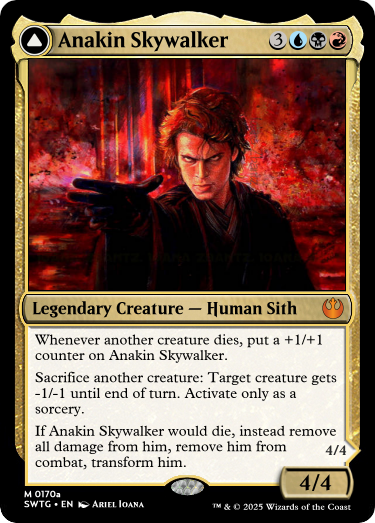 Anakin Skywalker 3
Legendary Creature — Human Sith
Whenever another creature dies, put a +1/+1
counter on Anakin Skywalker.
Sacrifice another creature: Target creature gets
-1/-1 until end of turn. Activate only as a
sorcery.
If Anakin Skywalker would die, instead remove
all damage from him, remove him from
combat, transform him.
4/4
4/4
M 0170a
SWTG • EN Ariel Ioana
™ & © 2025 Wizards of the Coast